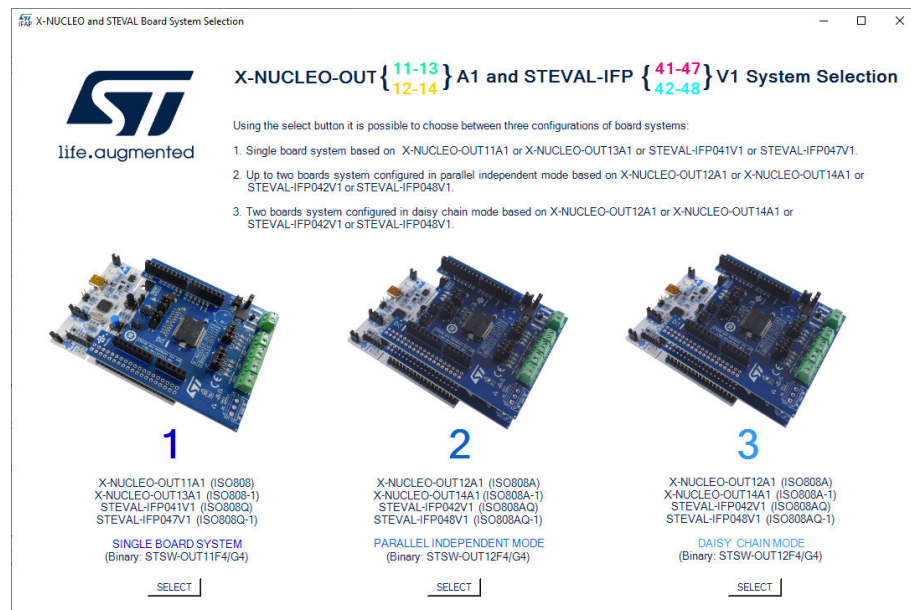 X-NUCLEO and STEVAL Board System Selection
X-NUCLEO-OUT { 11-13 12-14 } A1 and STEVAL-IFP { 41-47 42-48 } V1 System Selection
life.augmented
Using the select button it is possible to choose between three configurations of board systems:
1. Single board system based on X-NUCLEO-OUT11A1 or X-NUCLEO-OUT13A1 or STEVAL-IFP041V1 or STEVAL-IFP047V1.
2. Up to two boards system configured in parallel independent mode based on X-NUCLEO-OUT12A1 or X-NUCLEO-OUT14A1 or
STEVAL-IFP042V1 or STEVAL-IFP048V1.
3. Two boards system configured in daisy chain mode based on X-NUCLEO-OUT12A1 or X-NUCLEO-OUT14A1 or
STEVAL-IFP042V1 or STEVAL-IFP048V1.
1
X-NUCLEO-OUT11A1 (ISO808)
X-NUCLEO-OUT13A1 (ISO808-1)
STEVAL-IFP041V1 (ISO808Q)
STEVAL-IFP047V1 (ISO808Q-1)
SINGLE BOARD SYSTEM
(Binary: STSW-OUT11F4/G4)
SELECT
2
X-NUCLEO-OUT12A1 (ISO808A)
X-NUCLEO-OUT14A1 (ISO808A-1)
STEVAL-IFP042V1 (ISO808AQ)
STEVAL-IFP048V1 (ISO808AQ-1)
PARALLEL INDEPENDENT MODE
(Binary: STSW-OUT12F4/G4)
SELECT
3
X-NUCLEO-OUT12A1 (ISO808A)
X-NUCLEO-OUT14A1 (ISO808A-1)
STEVAL-IFP042V1 (ISO808AQ)
STEVAL-IFP048V1 (ISO808AQ-1)
DAISY CHAIN MODE
(Binary: STSW-OUT12F4/G4)
SELECT